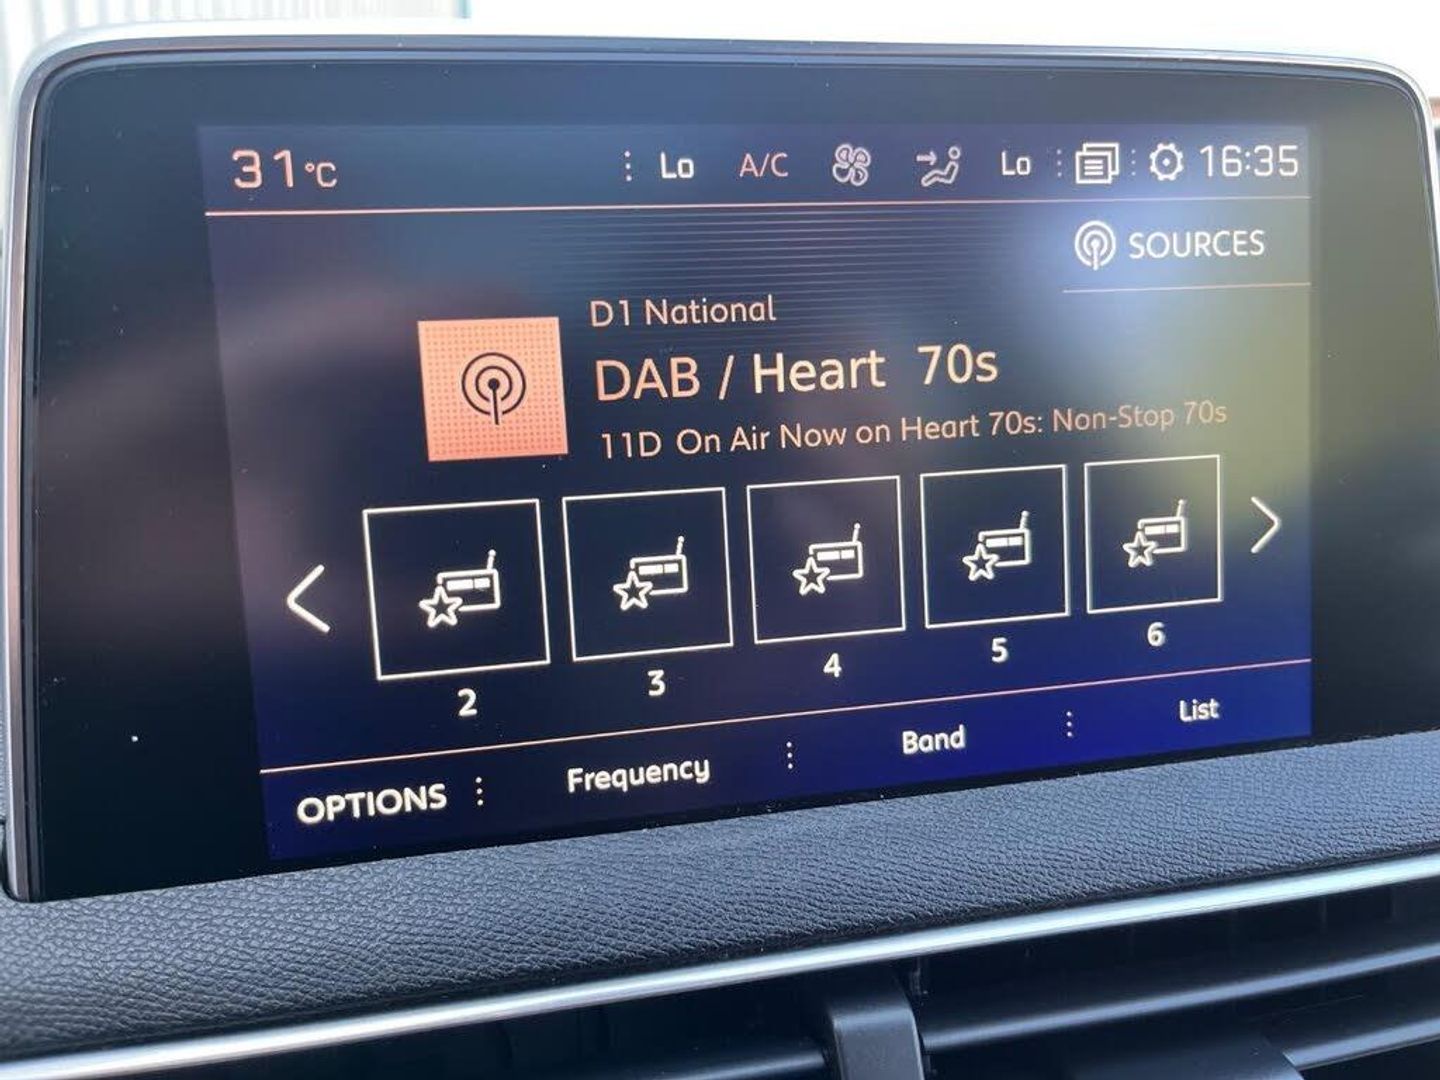 31°C Lo A/C Lo 16:35
SOURCES
D1 National
DAB / Heart 70s
11D On Air Now on Heart 70s: Non-Stop 70s
2 3 4 5 6
OPTIONS Frequency Band List